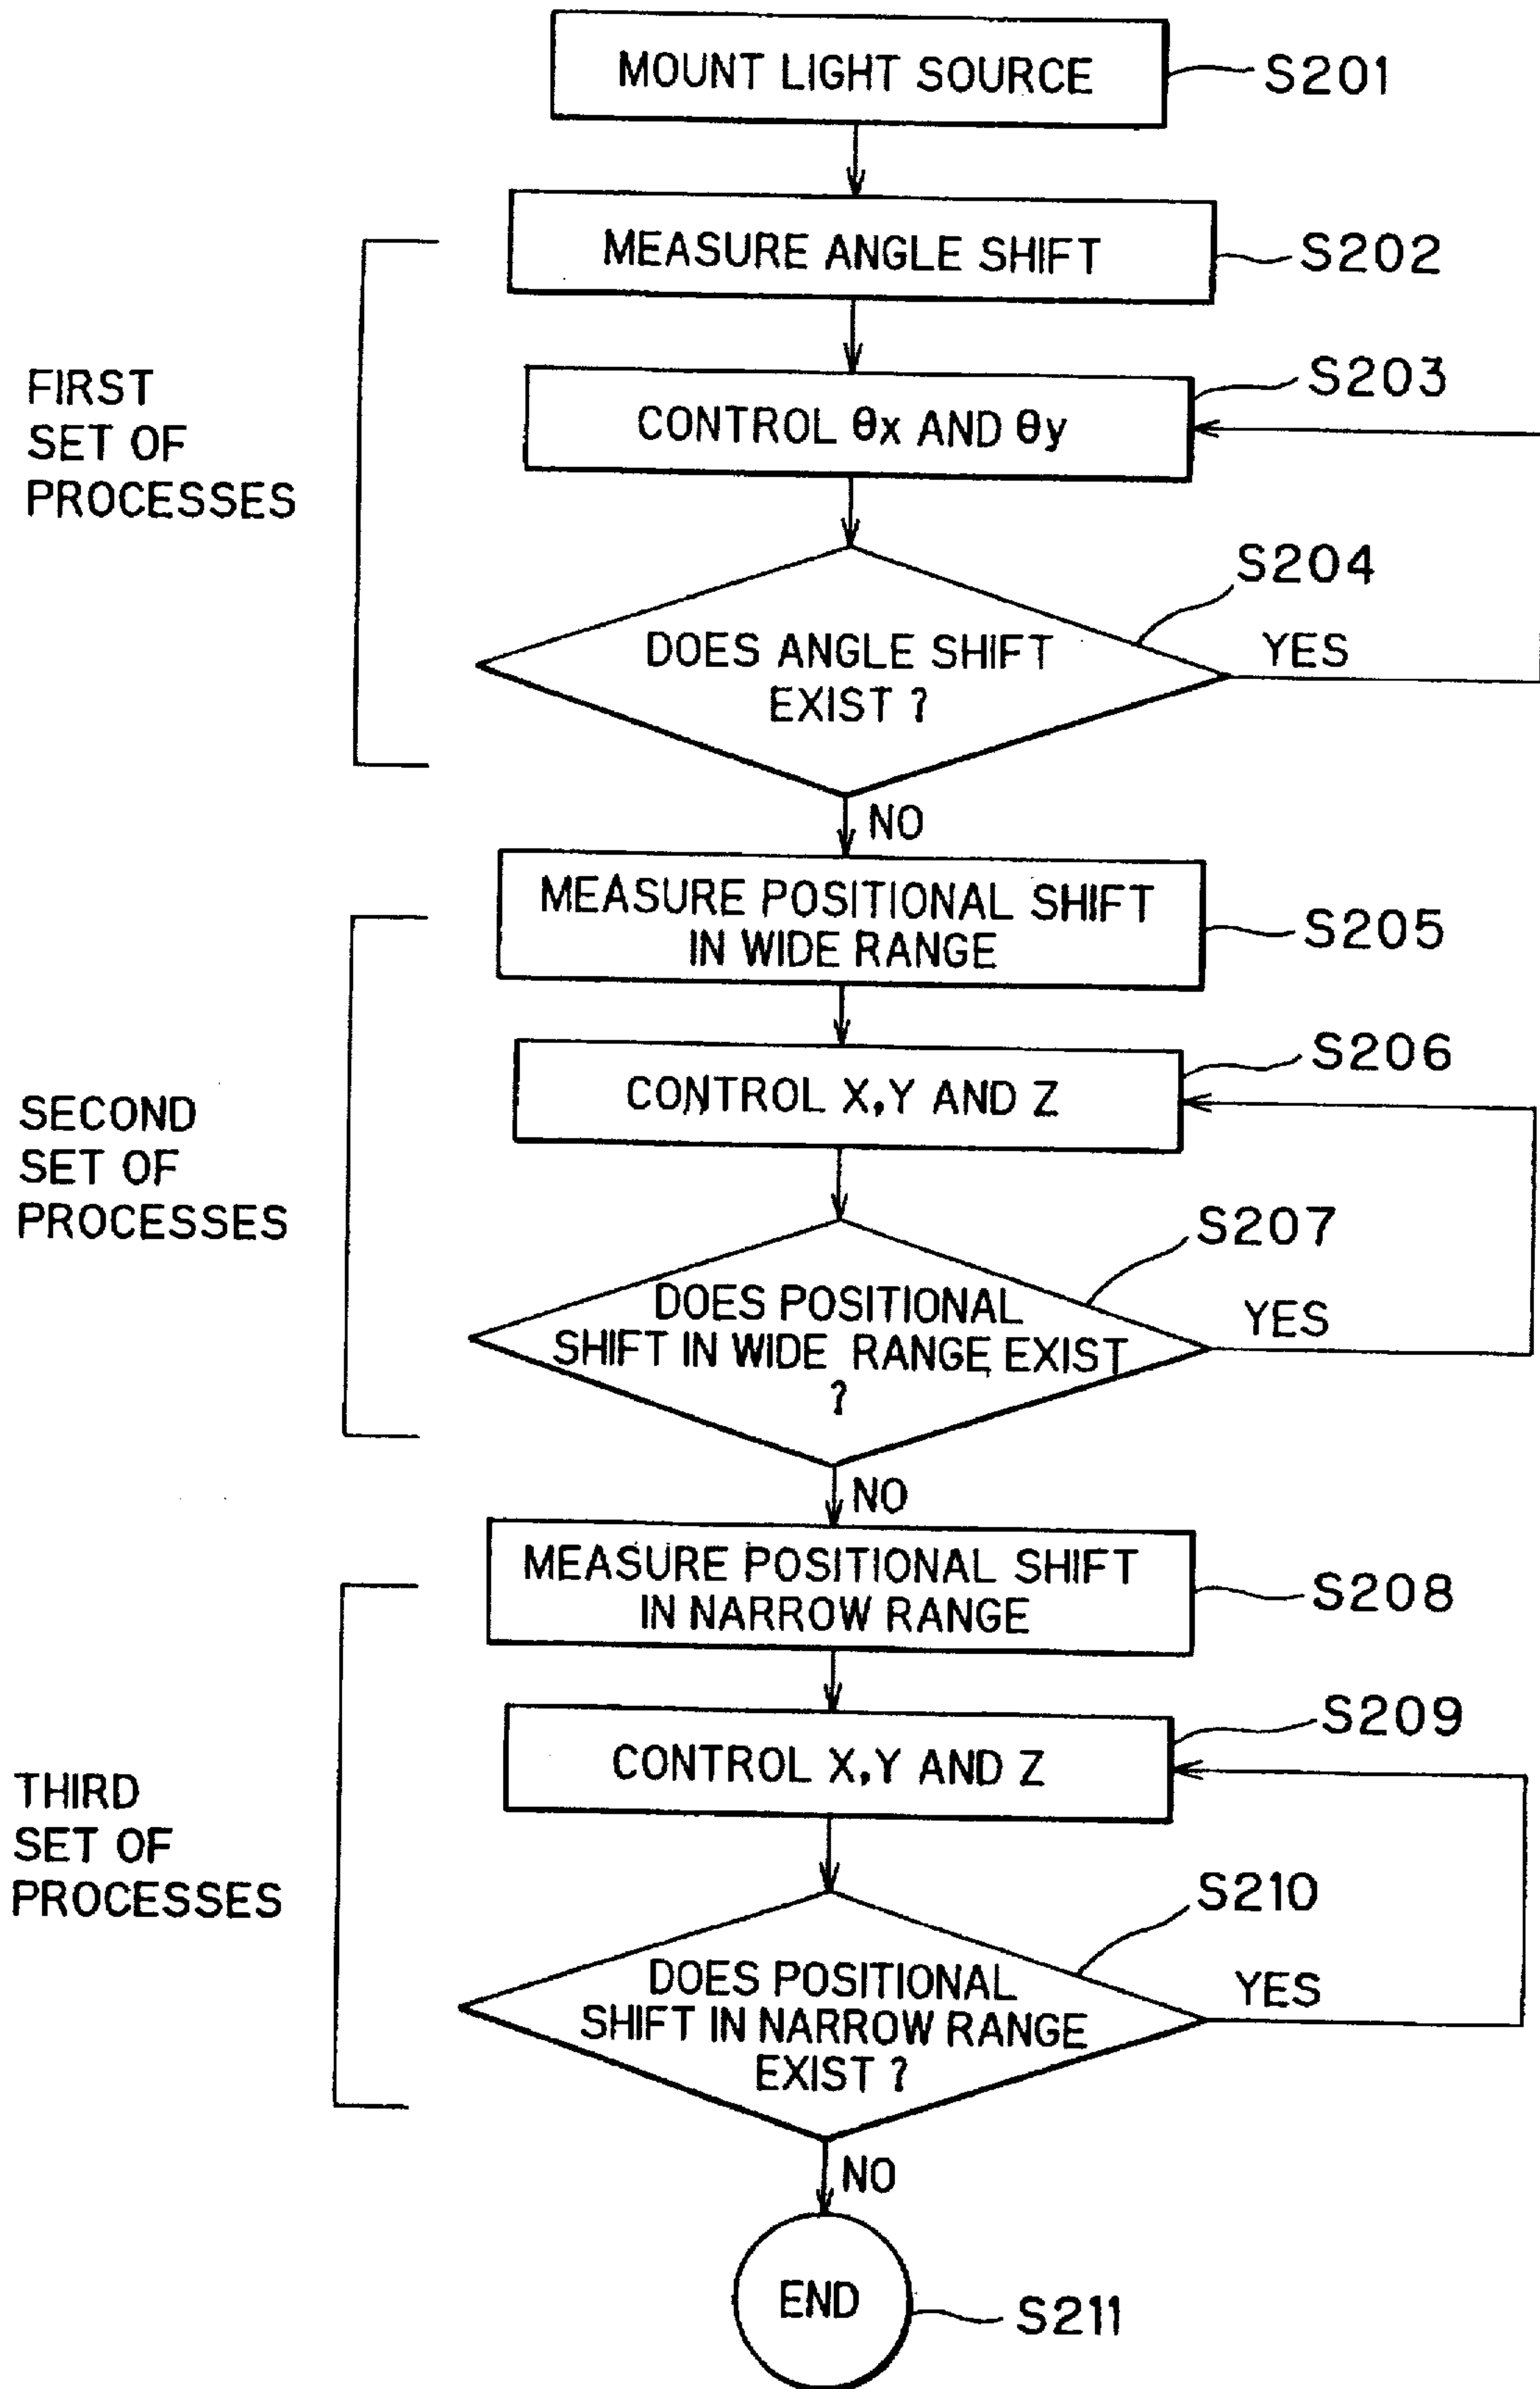 MOUNT LIGHT SOURCE
S201
MEASURE ANGLE SHIFT
S202
FIRST
SET OF
PROCESSES
CONTROL θx AND θy
S203
DOES ANGLE SHIFT
EXIST ?
S204
YES
NO
MEASURE POSITIONAL SHIFT
IN WIDE RANGE
S205
SECOND
SET OF
PROCESSES
CONTROL X,Y AND Z
S206
DOES POSITIONAL
SHIFT IN WIDE RANGE EXIST
?
S207
YES
NO
MEASURE POSITIONAL SHIFT
IN NARROW RANGE
S208
THIRD
SET OF
PROCESSES
CONTROL X,Y AND Z
S209
DOES POSITIONAL
SHIFT IN NARROW RANGE
EXIST ?
S210
YES
NO
END
S211